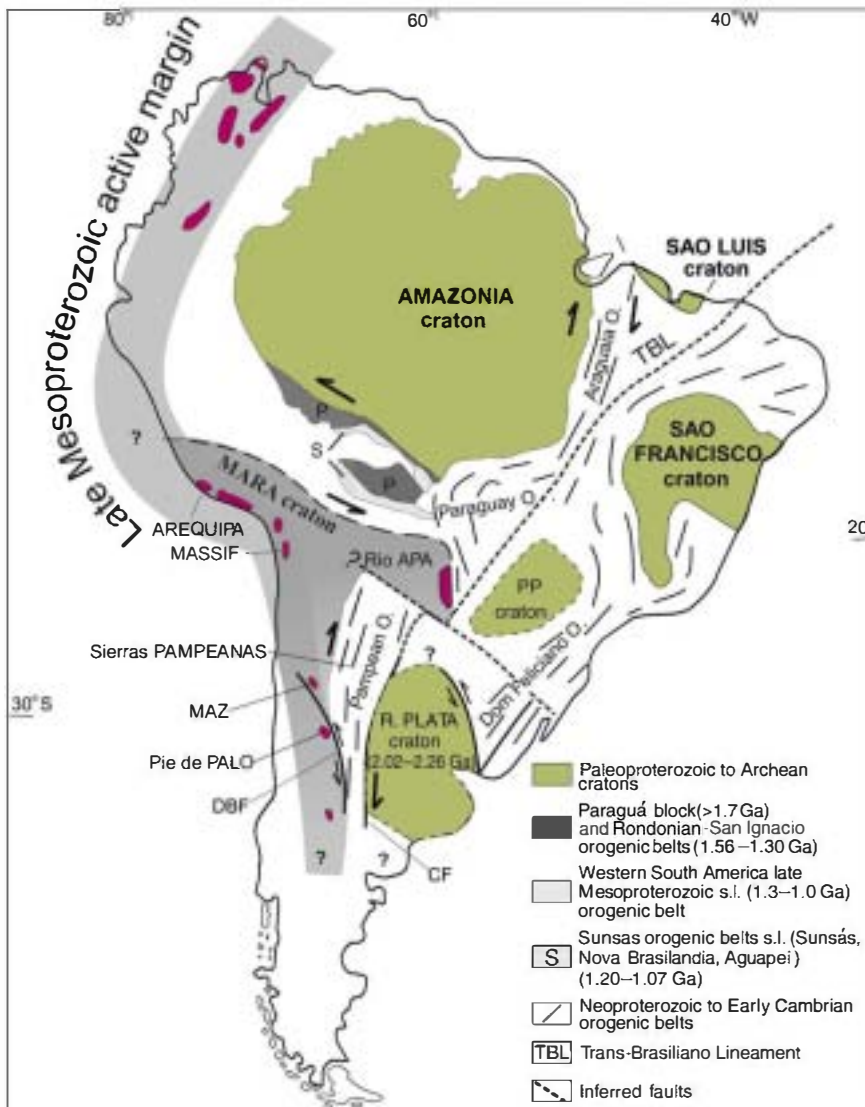 80°
60°
40°W
Late Mesoproterozoic active margin
SAO LUIS
craton
AMAZONIA
craton
Araguaia O.
TBL
P
S
P
SAO
FRANCISCO
craton
?
MARA craton
Paraguay O.
AREQUIPA
MASSIF
20
? Rio APA
PP
craton
Sierras PAMPEANAS
Pampean O.
?
Dom Feliciano O.
MAZ
30°S
R. PLATA
craton
(2.02–2.26 Ga)
Pie de PALO
DBF
?
?
CF
Paleoproterozoic to Archean
cratons
Paraguá block(>1.7 Ga)
and Rondonian-San Ignacio
orogenic belts (1.56–1.30 Ga)
Western South America late
Mesoproterozoic s.l. (1.3–1.0 Ga)
orogenic belt
S
Sunsas orogenic belts s.l. (Sunsás,
Nova Brasilandia, Aguapei)
(1.20–1.07 Ga)
Neoproterozoic to Early Cambrian
orogenic belts
TBL
Trans-Brasiliano Lineament
Inferred faults